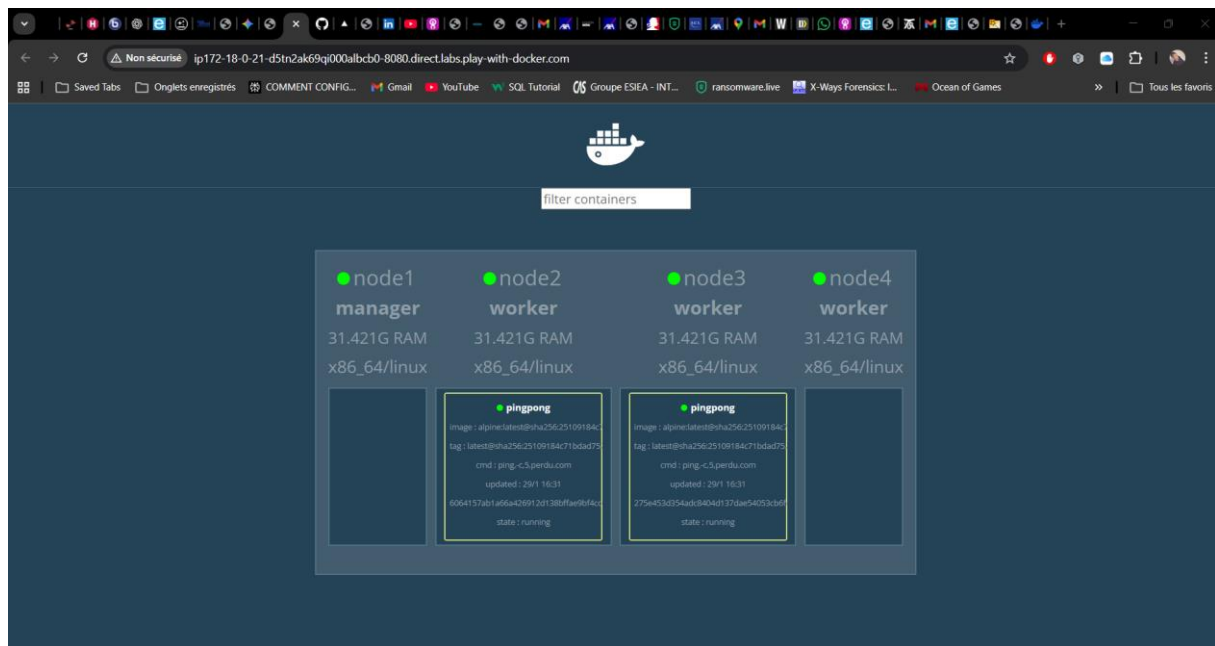 Non sécurisé ip172-18-0-21-d5tn2ak69qi000albcb0-8080.direct.labs.play-with-docker.com
Saved Tabs Onglets enregistrés COMMENT CONFIG... Gmail YouTube SQL Tutorial Groupe ESIEA - INT... ransomware.live X-Ways Forensics: I... Ocean of Games » Tous les favoris
filter containers
node1 node2 node3 node4
manager worker worker worker
31.421G RAM 31.421G RAM 31.421G RAM 31.421G RAM
x86_64/linux x86_64/linux x86_64/linux x86_64/linux
pingpong
image : alpine:latest@sha256:25109184c7
tag : latest@sha256:25109184c71bdad75
cmd : ping,-c,5,perdu.com
updated : 29/1 16:31
6064157ab1a66a426912d138bffae9bf4cc
state : running
pingpong
image : alpine:latest@sha256:25109184c7
tag : latest@sha256:25109184c71bdad75
cmd : ping,-c,5,perdu.com
updated : 29/1 16:31
275e453d354adc8404d137dae54053cb6f
state : running